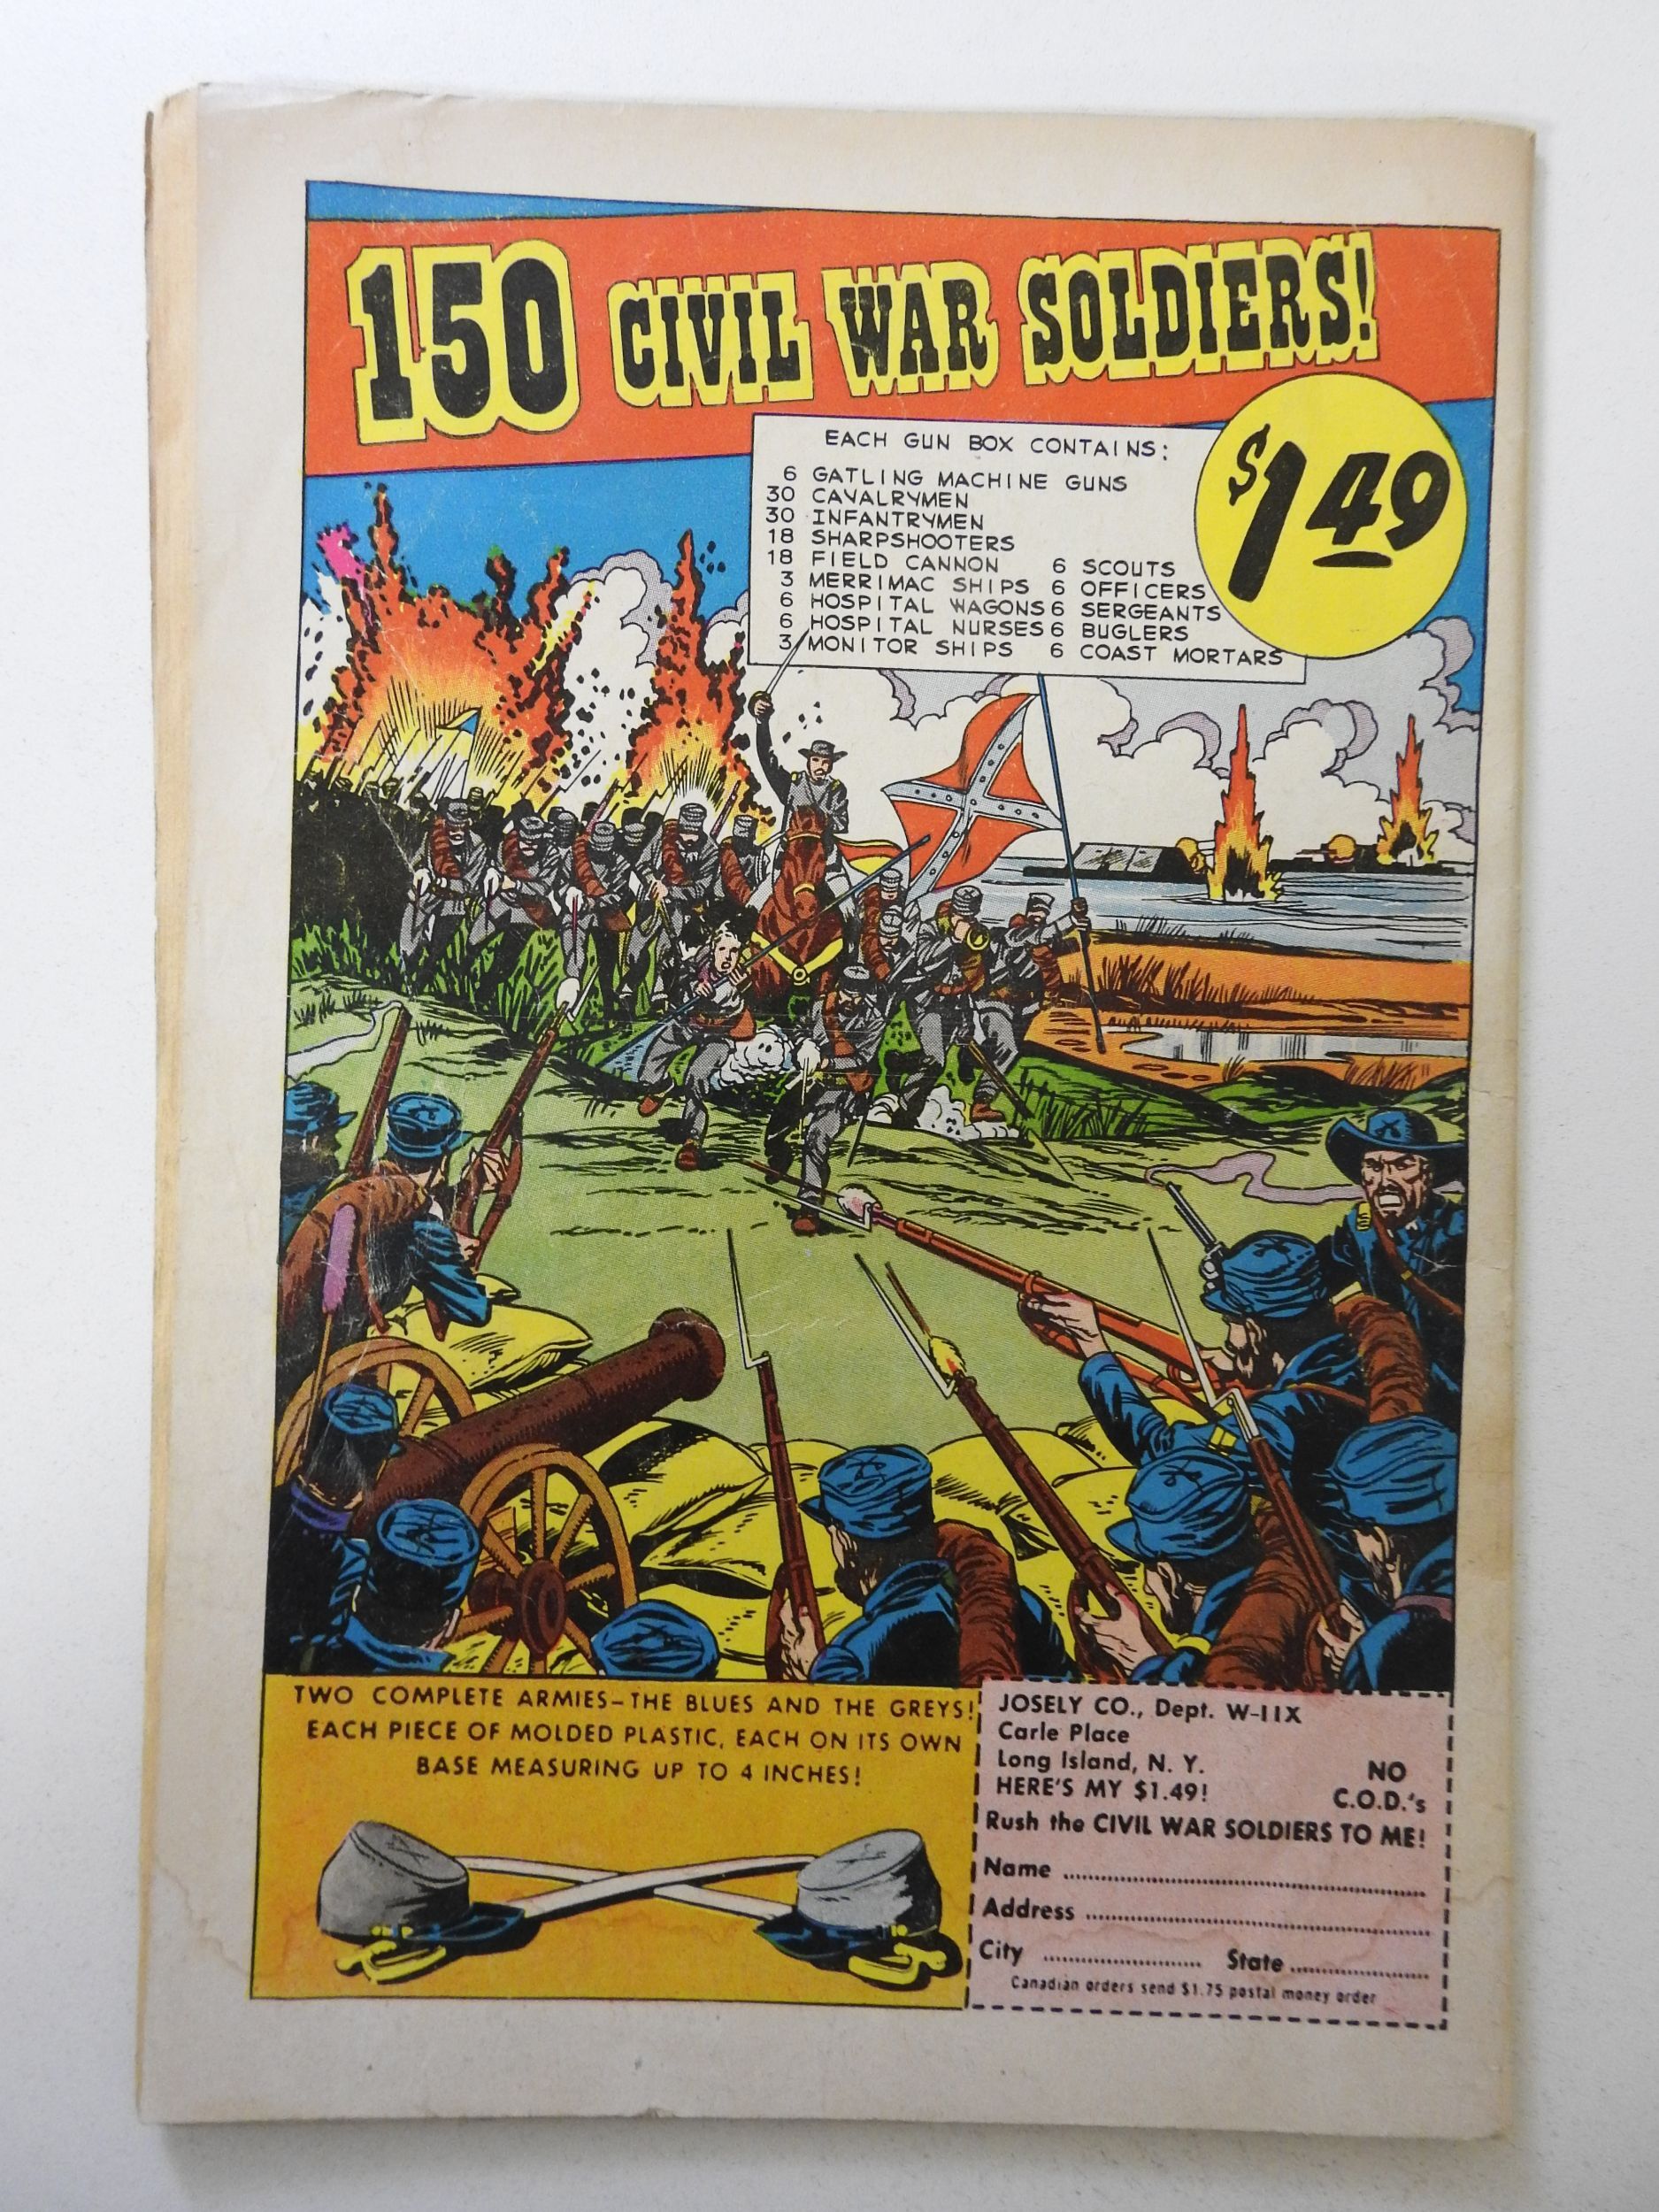 150 CIVIL WAR SOLDIERS!
$1.49
EACH GUN BOX CONTAINS:
6 GATLING MACHINE GUNS
30 CAVALRYMEN
30 INFANTRYMEN
18 SHARPSHOOTERS
18 FIELD CANNON 6 SCOUTS
3 MERRIMAC SHIPS 6 OFFICERS
6 HOSPITAL WAGONS 6 SERGEANTS
6 HOSPITAL NURSES 6 BUGLERS
3 MONITOR SHIPS 6 COAST MORTARS
TWO COMPLETE ARMIES—THE BLUES AND THE GREYS!
EACH PIECE OF MOLDED PLASTIC, EACH ON ITS OWN
BASE MEASURING UP TO 4 INCHES!
JOSELY CO., Dept. W-11X
Carle Place
Long Island, N. Y.
HERE'S MY $1.49!
NO
C.O.D.'s
Rush the CIVIL WAR SOLDIERS TO ME!
Name
Address
City State
Canadian orders send $1.75 postal money order